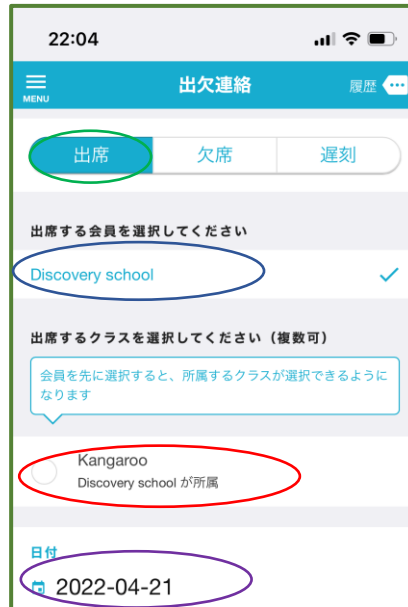 22:04
MENU
出欠連絡
履歴
出席
欠席
遅刻
出席する会員を選択してください
Discovery school
出席するクラスを選択してください（複数可）
会員を先に選択すると、所属するクラスが選択できるように
なります
Kangaroo
Discovery school が所属
日付
2022-04-21